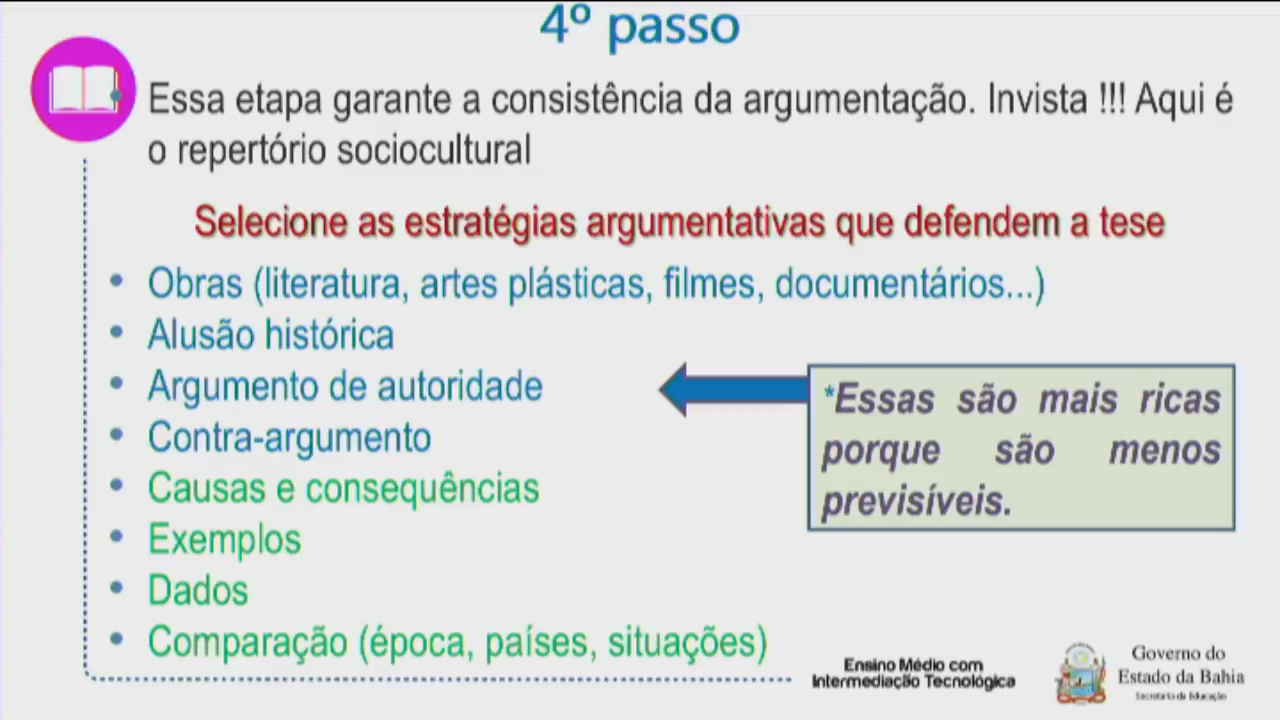 4º passo
Essa etapa garante a consistência da argumentação. Invista !!! Aqui é
o repertório sociocultural
Selecione as estratégias argumentativas que defendem a tese
• Obras (literatura, artes plásticas, filmes, documentários...)
• Alusão histórica
• Argumento de autoridade
• Contra-argumento
• Causas e consequências
• Exemplos
• Dados
• Comparação (época, países, situações)
*Essas são mais ricas
porque são menos
previsíveis.
Ensino Médio com
Intermediação Tecnológica
Governo do
Estado da Bahia
Secretaria da Educação